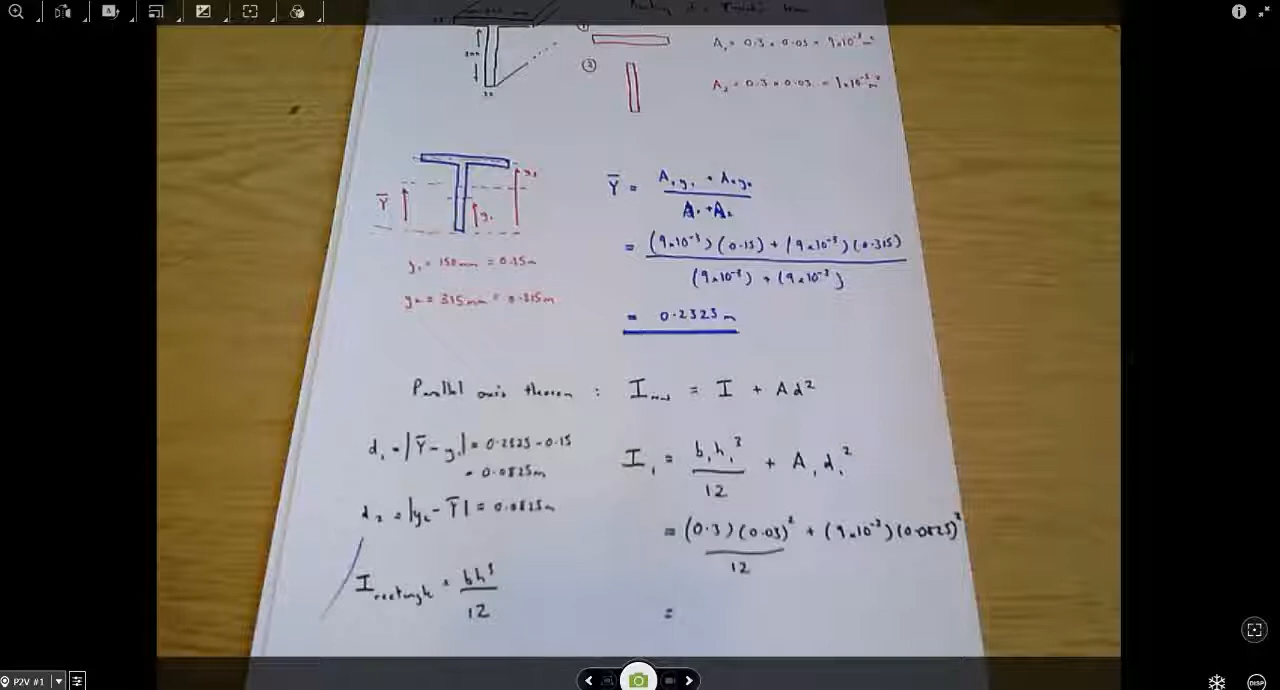 A₁ = 0.3 × 0.03 = 9×10⁻³ m²
②
A₂ = 0.3 × 0.03 = 9×10⁻³ m²
Ȳ
y₂
y₁
Ȳ = (A₁y₁ + A₂y₂) / (A₁ + A₂)
= ((9×10⁻³)(0.15) + (9×10⁻³)(0.315)) / ((9×10⁻³) + (9×10⁻³))
y₁ = 150mm = 0.15m
y₂ = 315mm = 0.315m
= 0.2325 m
Parallel axis theorem : I = I + Ad²
d₁ = |Ȳ - y₁| = 0.2325 - 0.15
= 0.0825m
I₁ = b₁h₁³ / 12 + A₁d₁²
d₂ = |y₂ - Ȳ| = 0.0825m
= (0.3)(0.03)³ / 12 + (9×10⁻³)(0.0825)²
I rectangle = bh³ / 12
=
P2V #1
DISP